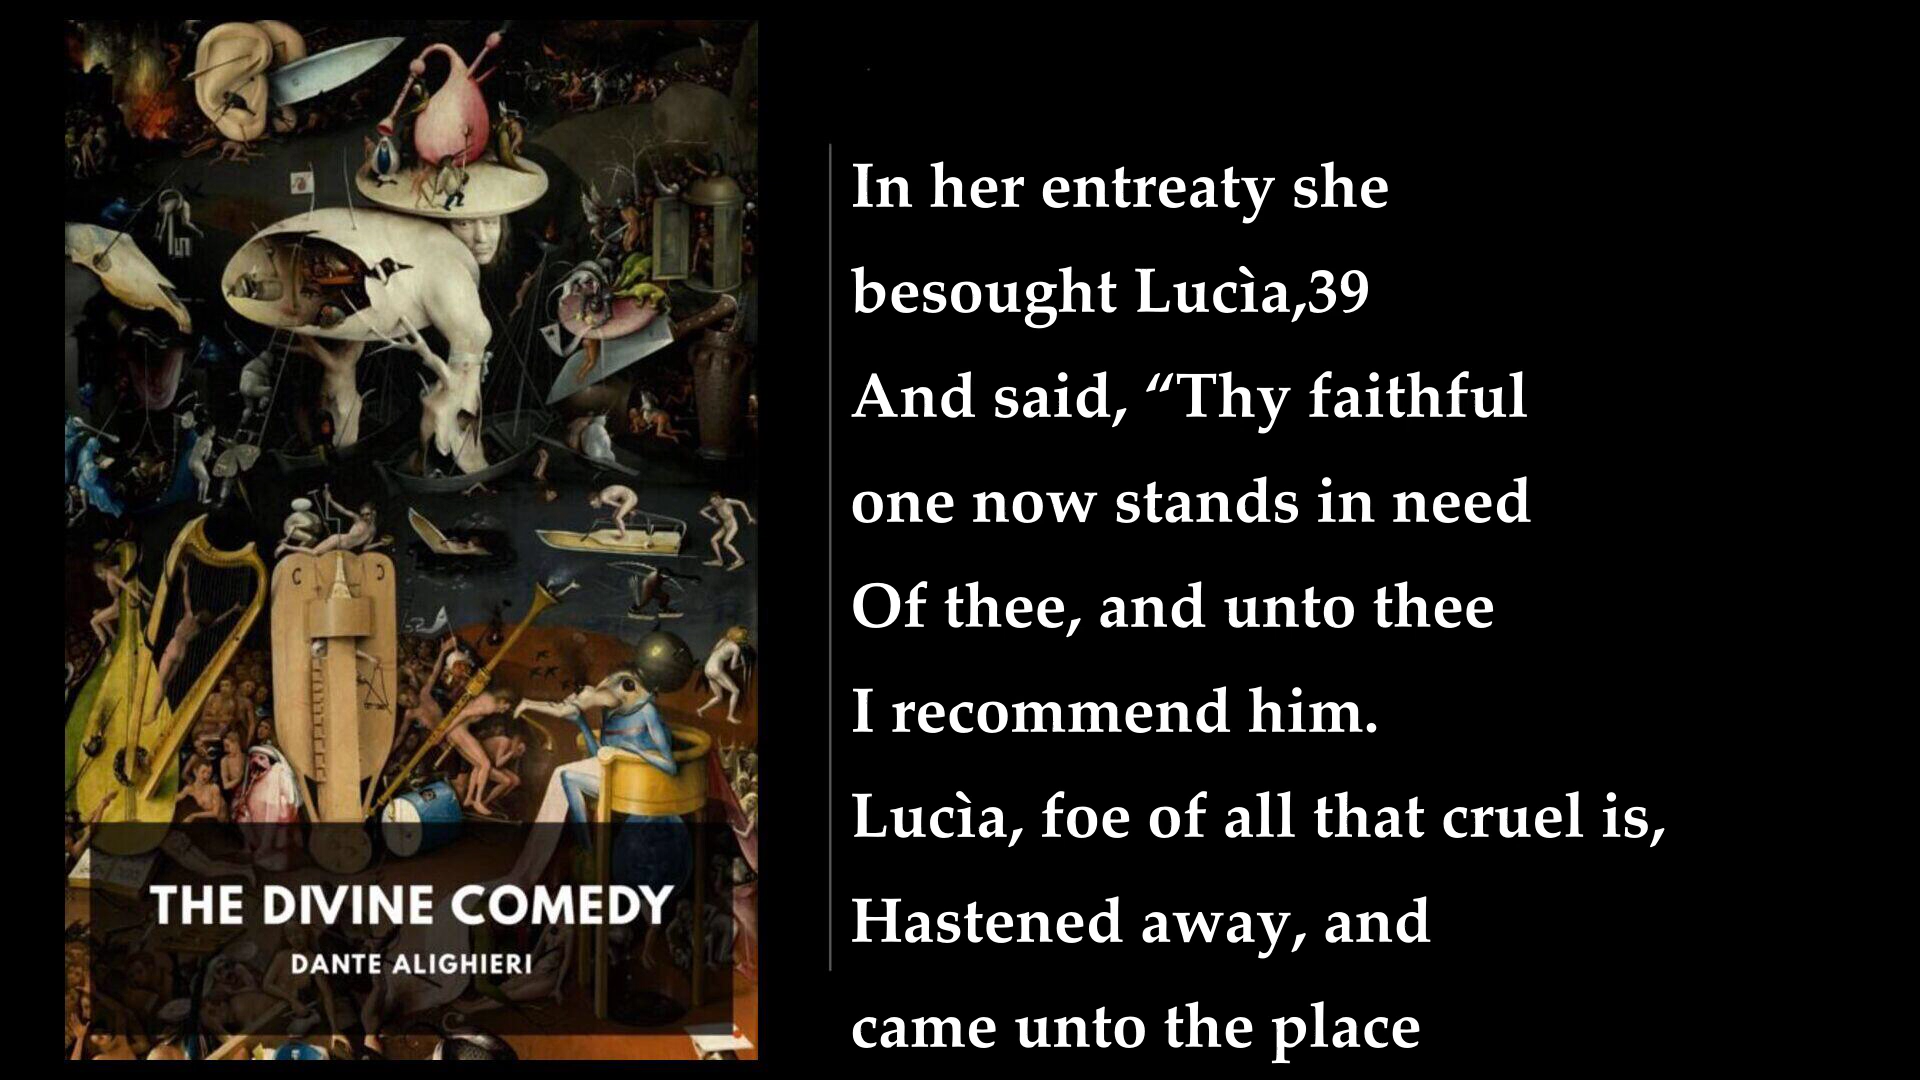 THE DIVINE COMEDY
DANTE ALIGHIERI
In her entreaty she
besought Lucìa,39
And said, “Thy faithful
one now stands in need
Of thee, and unto thee
I recommend him.
Lucìa, foe of all that cruel is,
Hastened away, and
came unto the place